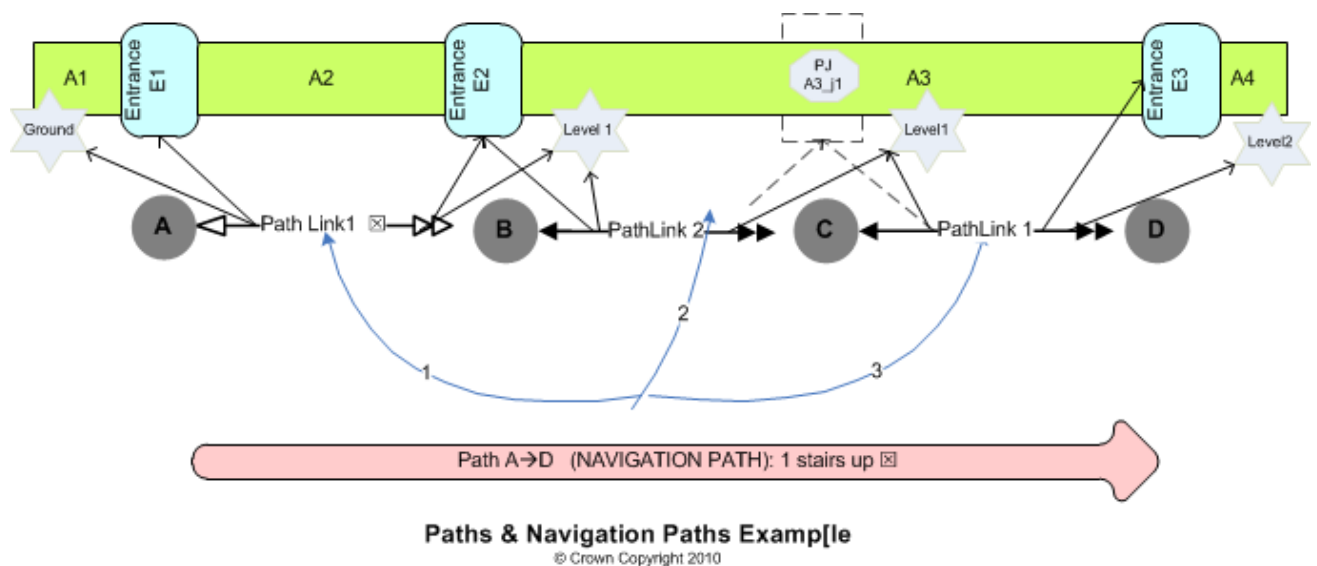 A1
Entrance
E1
A2
Entrance
E2
PJ
A3_j1
A3
Entrance
E3
A4
Ground
Level 1
Level1
Level2
A
Path Link1 ☒
B
PathLink 2
C
PathLink 1
D
1
2
3
Path A→D (NAVIGATION PATH): 1 stairs up ☒
Paths & Navigation Paths Examp[le
© Crown Copyright 2010